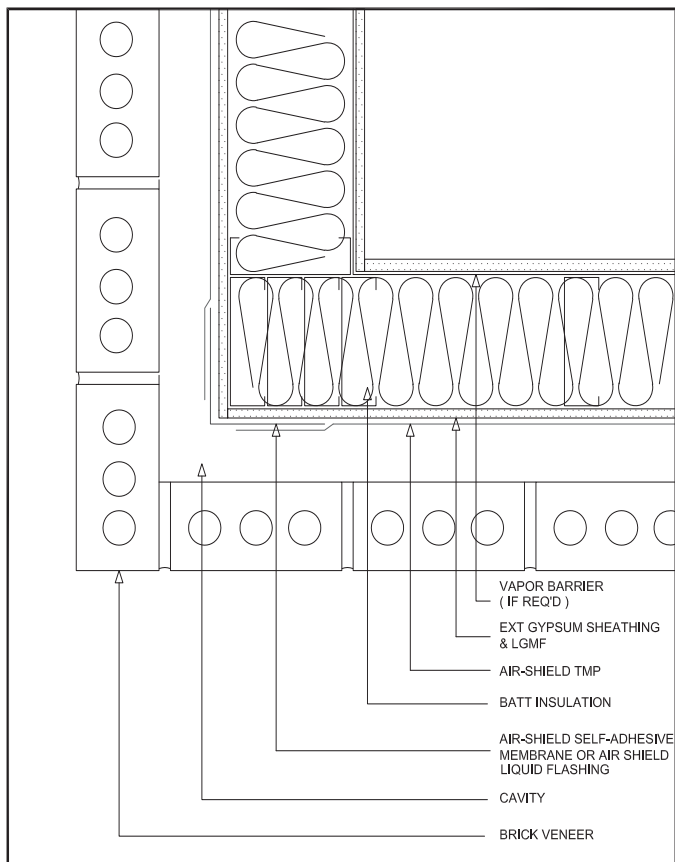 VAPOR BARRIER
( IF REQ'D )
EXT GYPSUM SHEATHING
& LGMF
AIR-SHIELD TMP
BATT INSULATION
AIR-SHIELD SELF-ADHESIVE
MEMBRANE OR AIR SHIELD
LIQUID FLASHING
CAVITY
BRICK VENEER